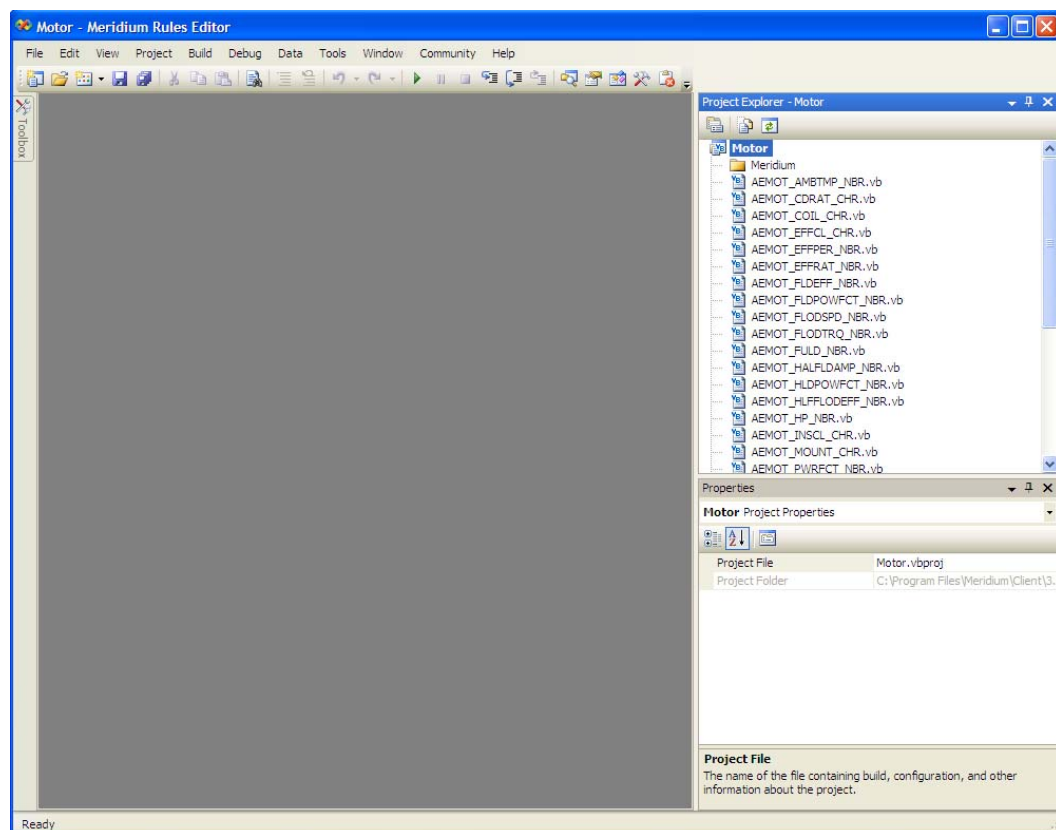 Motor - Meridium Rules Editor
File Edit View Project Build Debug Data Tools Window Community Help
Toolbox
Project Explorer - Motor
Motor
Meridium
AEMOT_AMBTMP_NBR.vb
AEMOT_CDRAT_CHR.vb
AEMOT_COIL_CHR.vb
AEMOT_EFFCL_CHR.vb
AEMOT_EFFPER_NBR.vb
AEMOT_EFFRAT_NBR.vb
AEMOT_FLDEFF_NBR.vb
AEMOT_FLDPOWFCT_NBR.vb
AEMOT_FLODSPD_NBR.vb
AEMOT_FLODTRQ_NBR.vb
AEMOT_FULD_NBR.vb
AEMOT_HALFLDAMP_NBR.vb
AEMOT_HLDPOWFCT_NBR.vb
AEMOT_HLFFLODEFF_NBR.vb
AEMOT_HP_NBR.vb
AEMOT_INSCL_CHR.vb
AEMOT_MOUNT_CHR.vb
AEMOT_PWRFCT_NBR.vb
Properties
Motor Project Properties
Project File Motor.vbproj
Project Folder C:\Program Files\Meridium\Client\3.
Project File
The name of the file containing build, configuration, and other
information about the project.
Ready